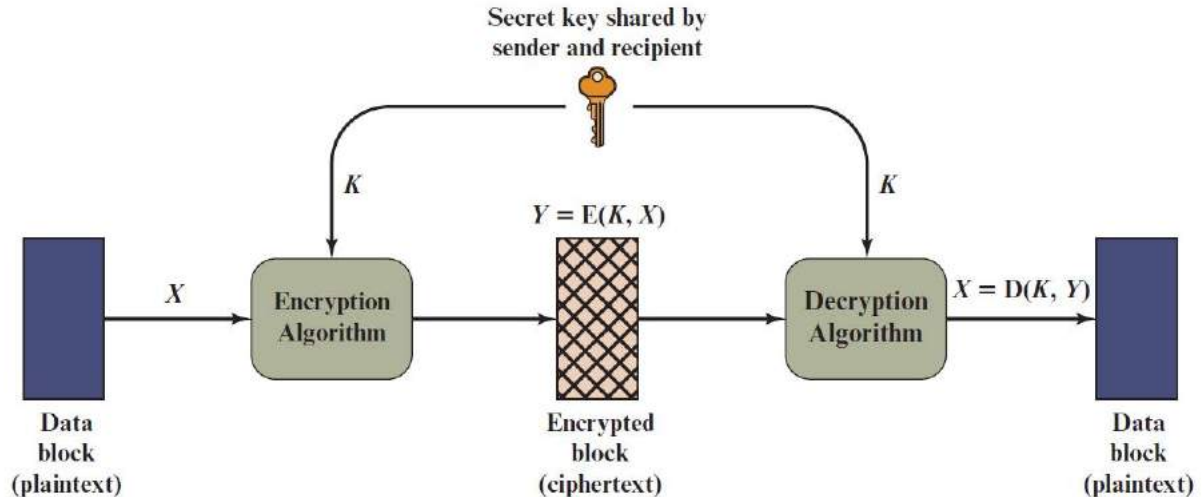 Secret key shared by
sender and recipient
K
K
Y = E(K, X)
X
Encryption
Algorithm
Decryption
Algorithm
X = D(K, Y)
Data
block
(plaintext)
Encrypted
block
(ciphertext)
Data
block
(plaintext)